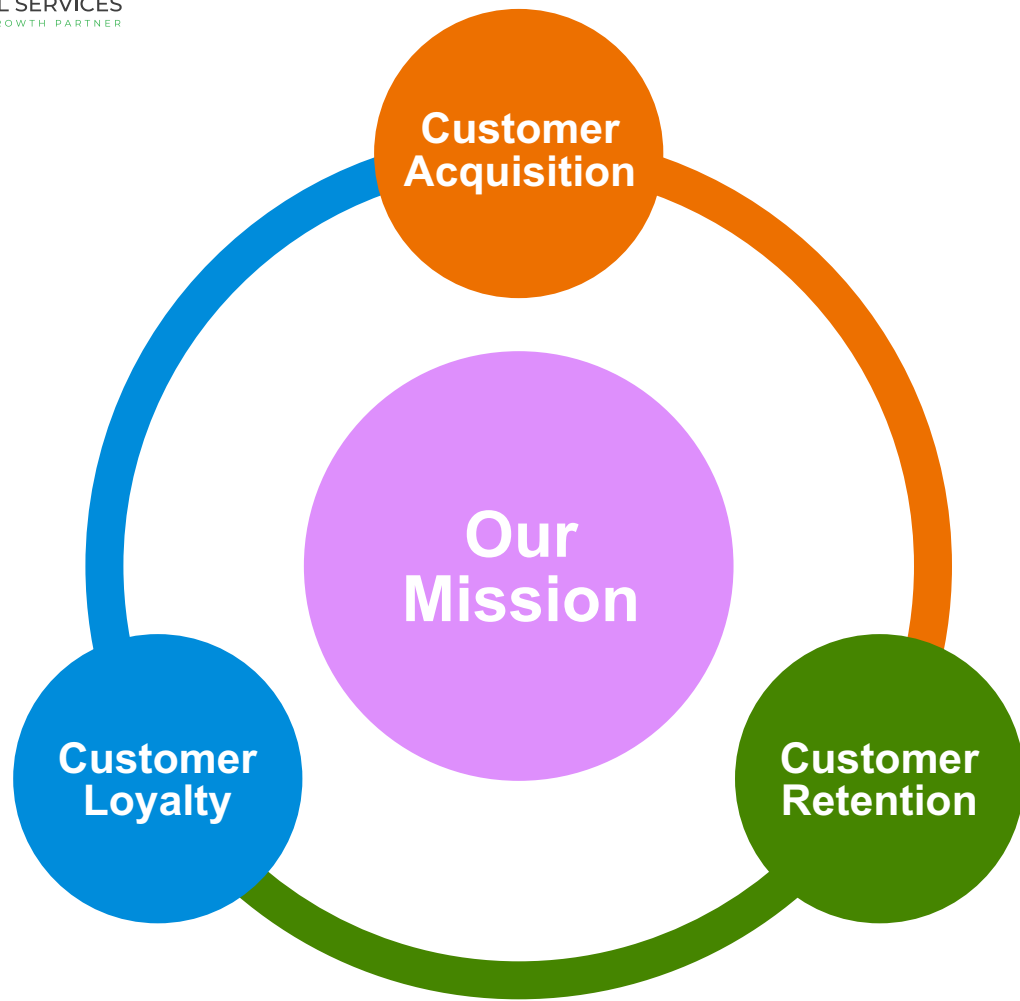 L SERVICES
ROWTH PARTNER
Customer
Acquisition
Our
Mission
Customer
Loyalty
Customer
Retention